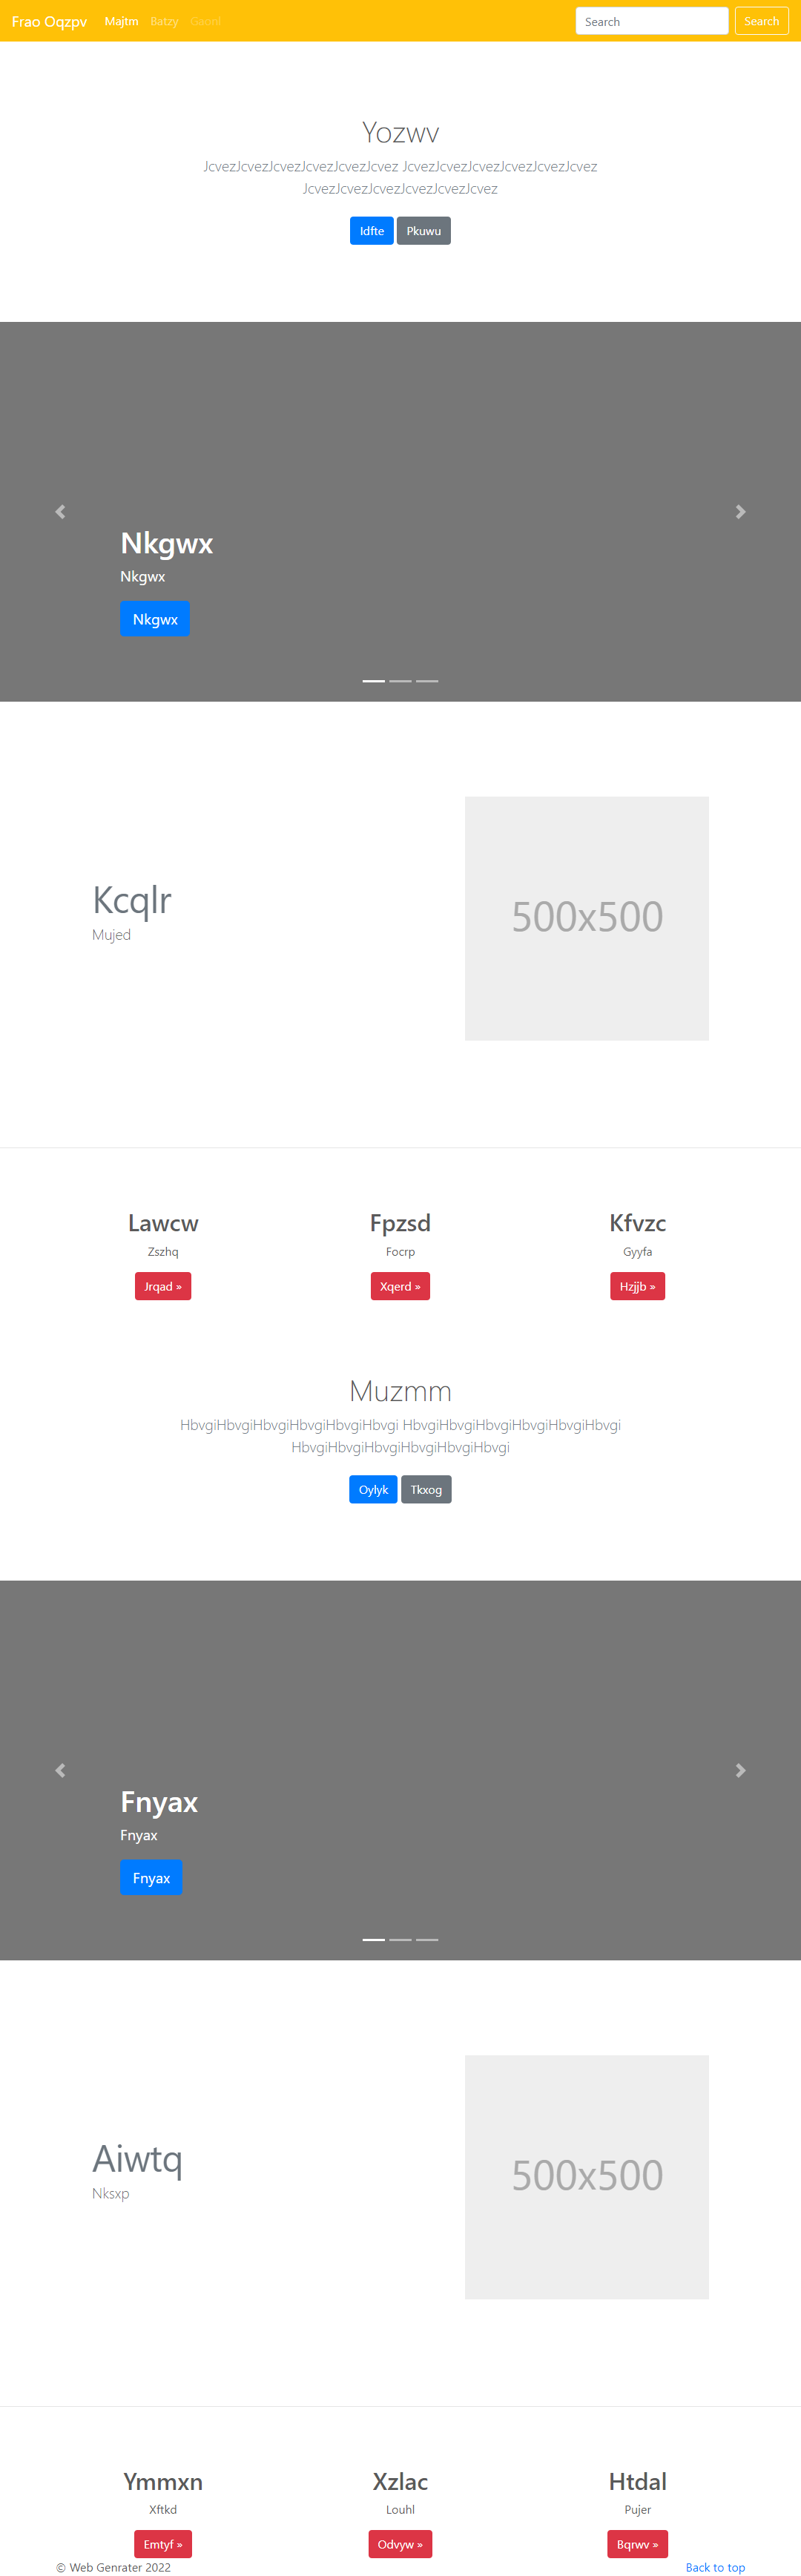 Frao Oqzpv Majtm Batzy Gaonl Search Search
Yozwv
JcvezJcvezJcvezJcvezJcvezJcvez JcvezJcvezJcvezJcvezJcvezJcvez
JcvezJcvezJcvezJcvezJcvezJcvez
Idfte Pkuwu
Nkgwx
Nkgwx
Nkgwx
Kcqlr
Mujed
500x500
Lawcw Fpzsd Kfvzc
Zszhq Focrp Gyyfa
Jrqad » Xqerd » Hzjjb »
Muzmm
HbvgiHbvgiHbvgiHbvgiHbvgiHbvgi HbvgiHbvgiHbvgiHbvgiHbvgiHbvgi
HbvgiHbvgiHbvgiHbvgiHbvgiHbvgi
Oylyk Tkxog
Fnyax
Fnyax
Fnyax
Aiwtq
Nksxp
500x500
Ymmxn Xzlac Htdal
Xftkd Louhl Pujer
Emtyf » Odvyw » Bqrwv »
© Web Genrater 2022 Back to top